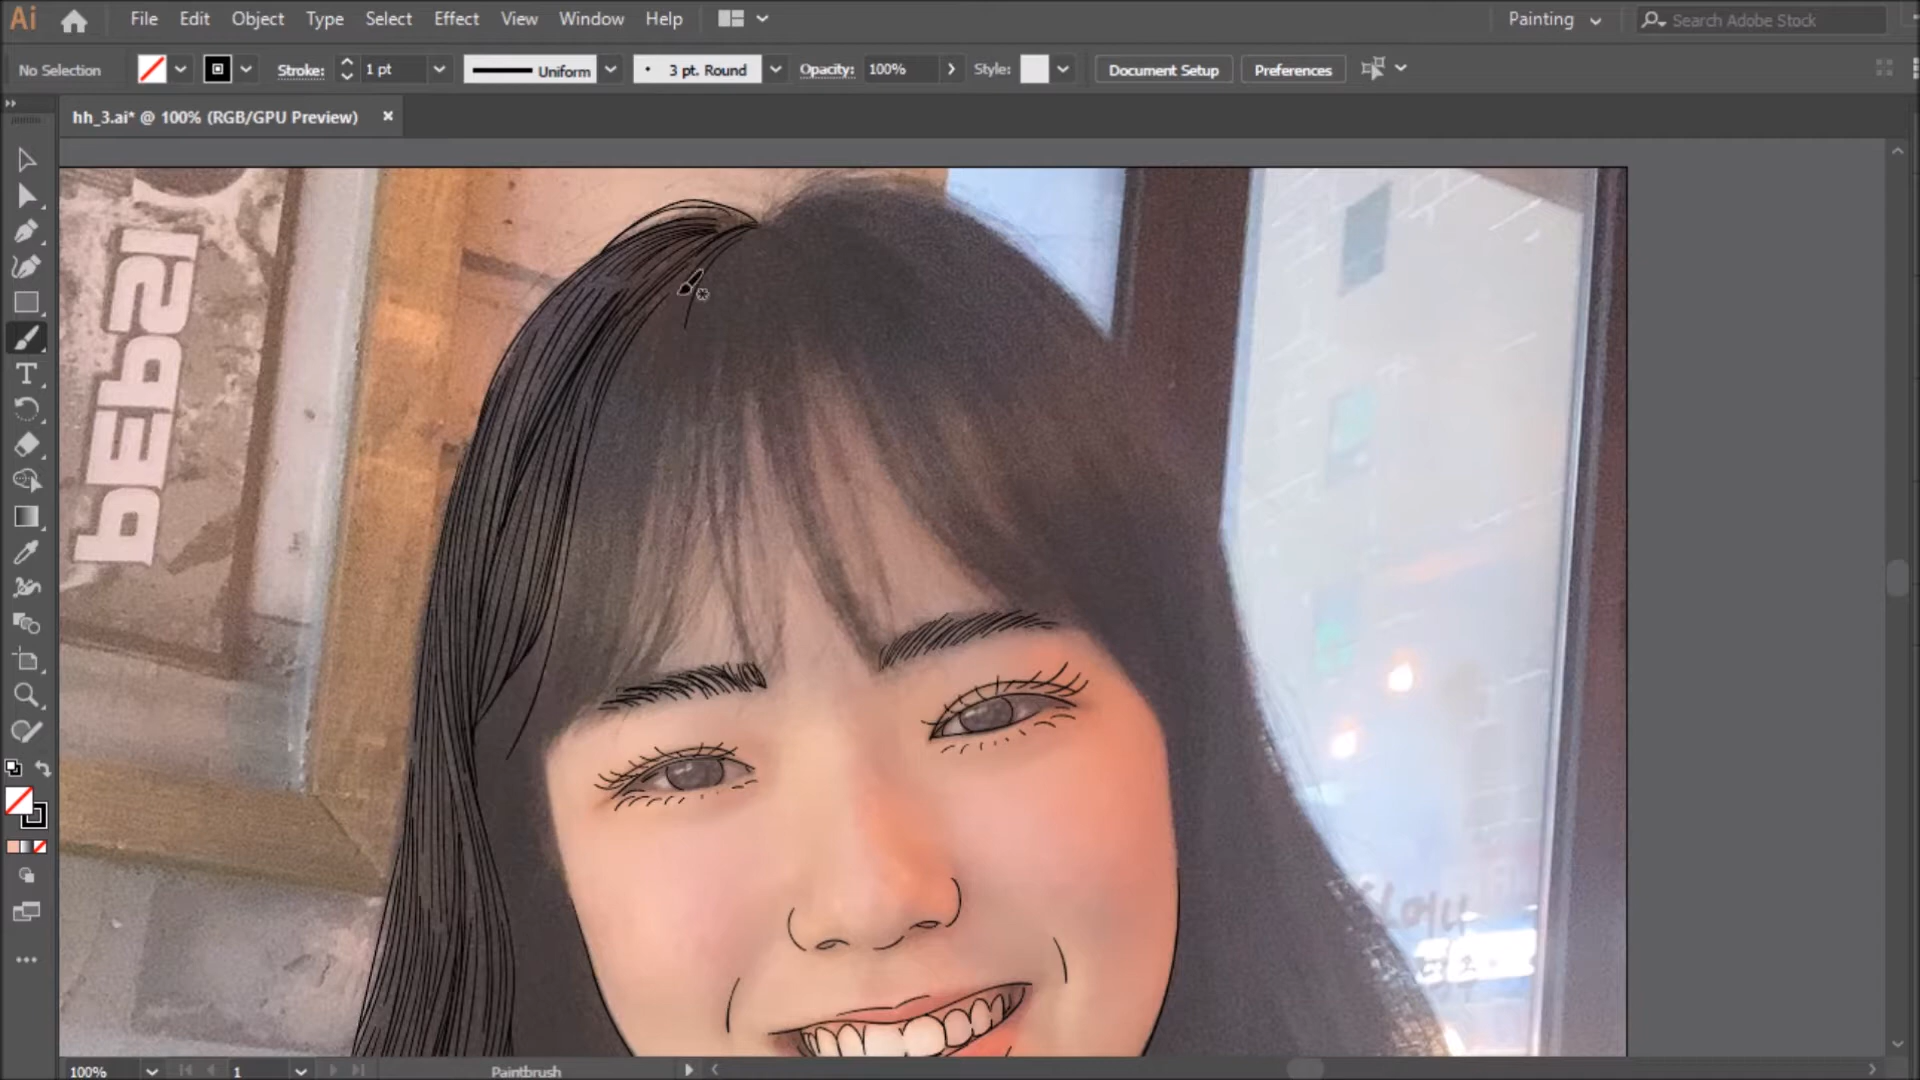 Ai File Edit Object Type Select Effect View Window Help Painting Search Adobe Stock
No Selection Stroke: 1 pt Uniform 3 pt. Round Opacity: 100% Style: Document Setup Preferences
hh_3.ai* @ 100% (RGB/GPU Preview) ×
100% 1 Paintbrush